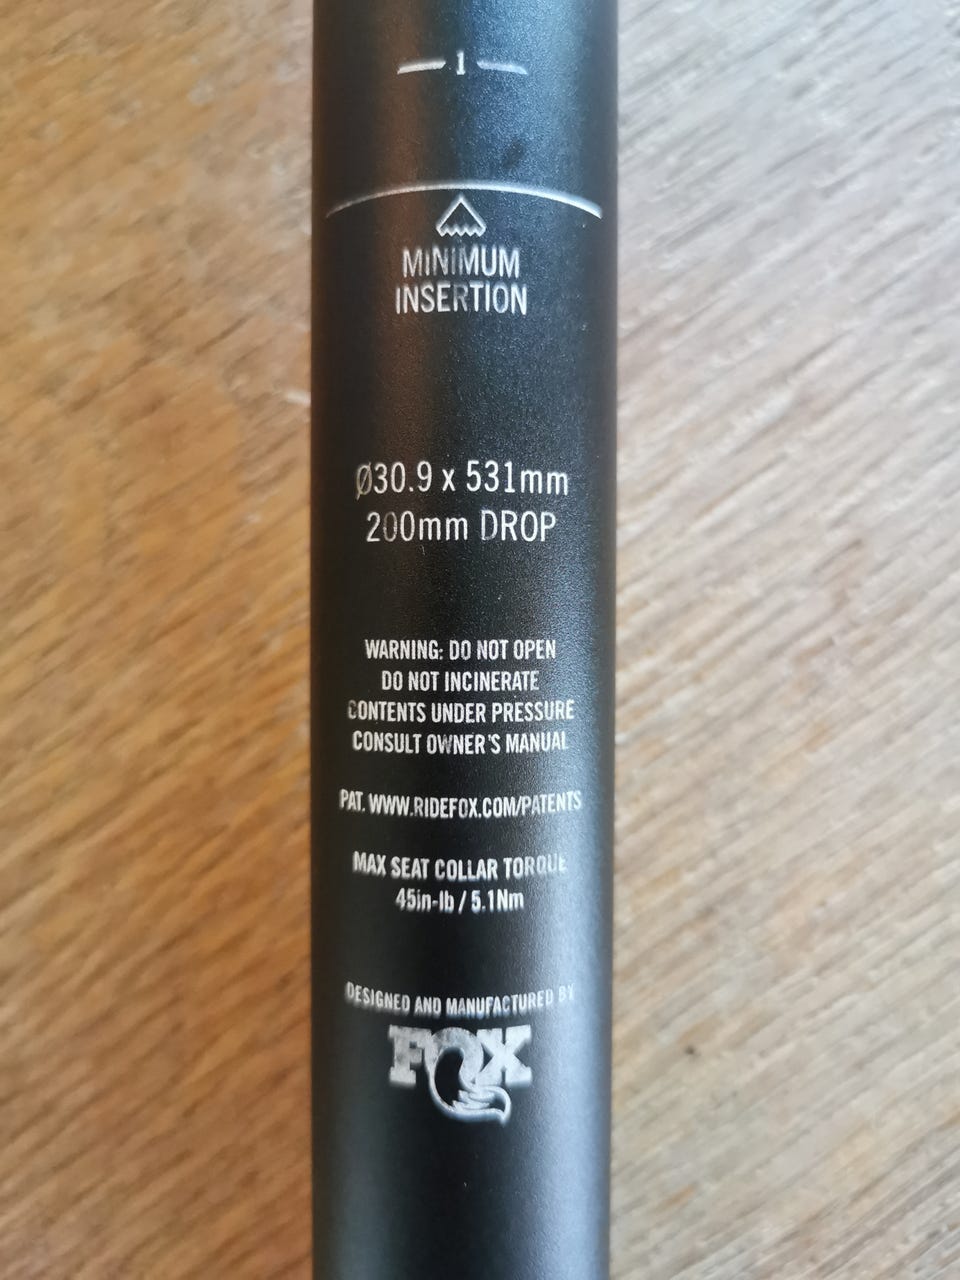 1
MINIMUM
INSERTION
Ø30.9 x 531mm
200mm DROP
WARNING: DO NOT OPEN
DO NOT INCINERATE
CONTENTS UNDER PRESSURE
CONSULT OWNER'S MANUAL
PAT. WWW.RIDEFOX.COM/PATENTS
MAX SEAT COLLAR TORQUE
45in-lb / 5.1Nm
DESIGNED AND MANUFACTURED BY
FOX